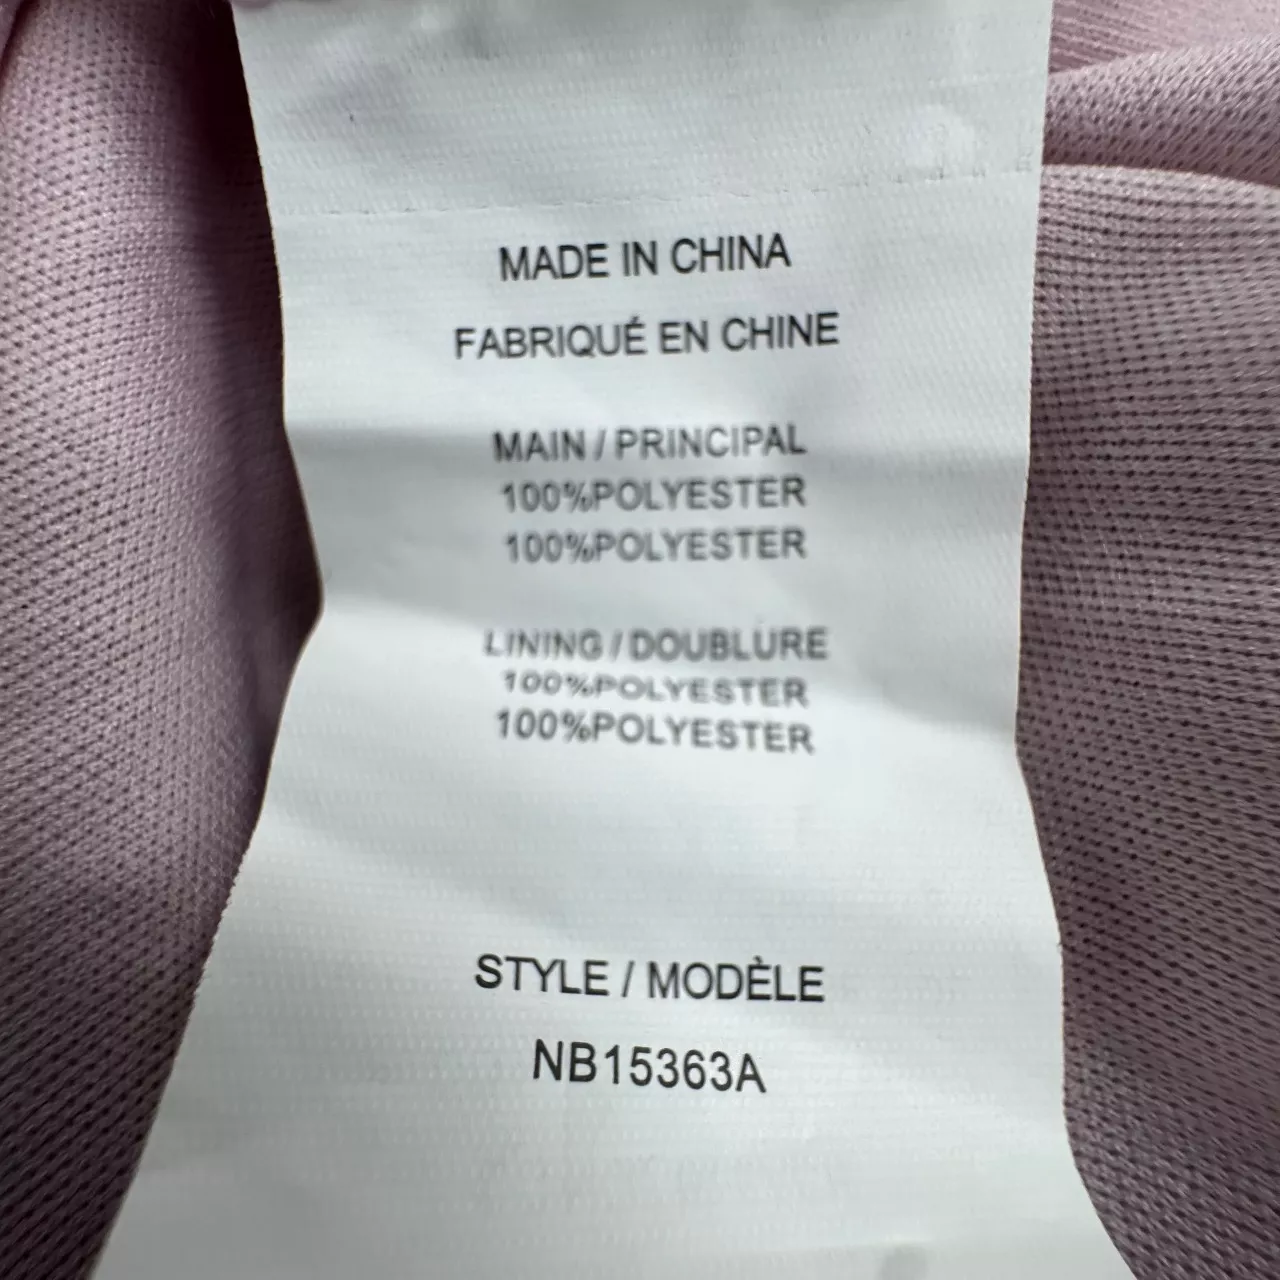 MADE IN CHINA
FABRIQUÉ EN CHINE
MAIN / PRINCIPAL
100%POLYESTER
100%POLYESTER
LINING / DOUBLURE
100%POLYESTER
100%POLYESTER
STYLE / MODÈLE
NB15363A